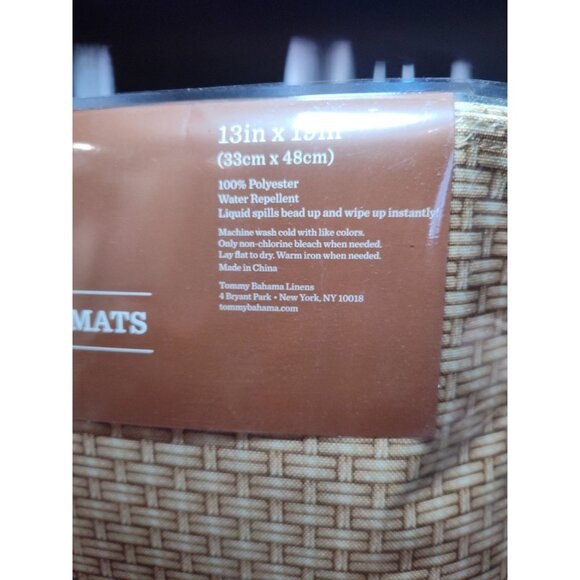 13in x 19in
(33cm x 48cm)
100% Polyester
Water Repellent
Liquid spills bead up and wipe up instantly!
Machine wash cold with like colors.
Only non-chlorine bleach when needed.
Lay flat to dry. Warm iron when needed.
Made in China
Tommy Bahama Linens
4 Bryant Park • New York, NY 10018
tommybahama.com
MATS